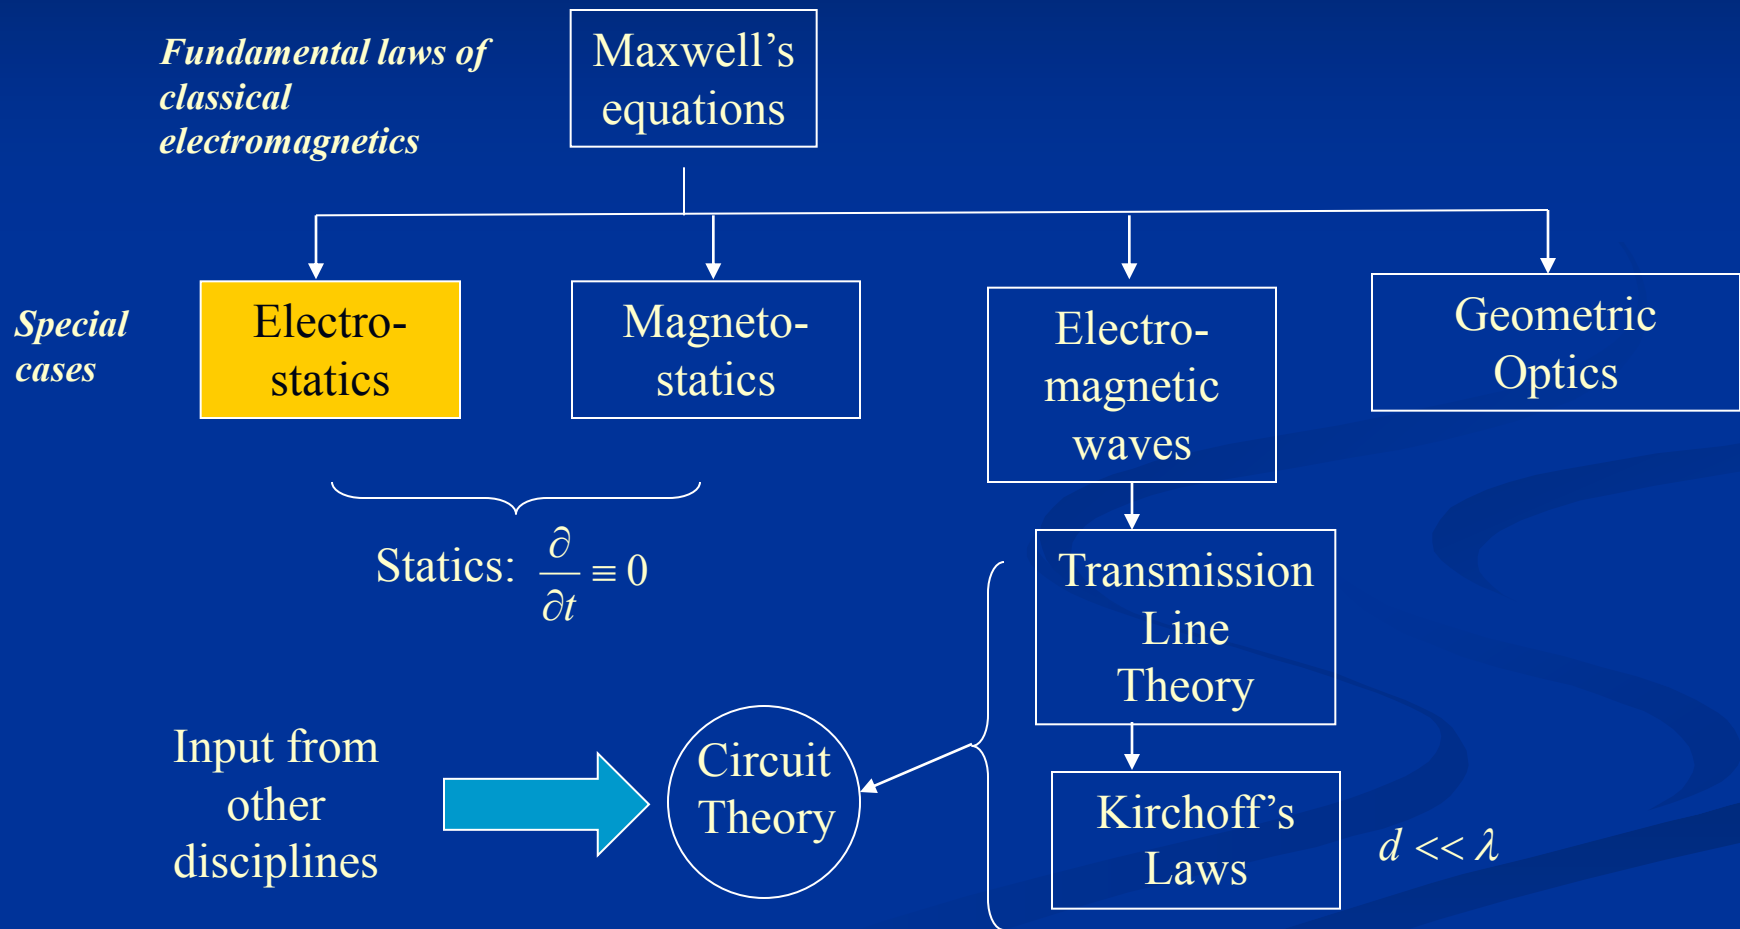 Fundamental laws of
classical
electromagnetics
Maxwell’s
equations
Special
cases
Electro-
statics
Magneto-
statics
Electro-
magnetic
waves
Geometric
Optics
Statics: ∂/∂t ≡ 0
Transmission
Line
Theory
Input from
other
disciplines
Circuit
Theory
Kirchoff’s
Laws
d << λ